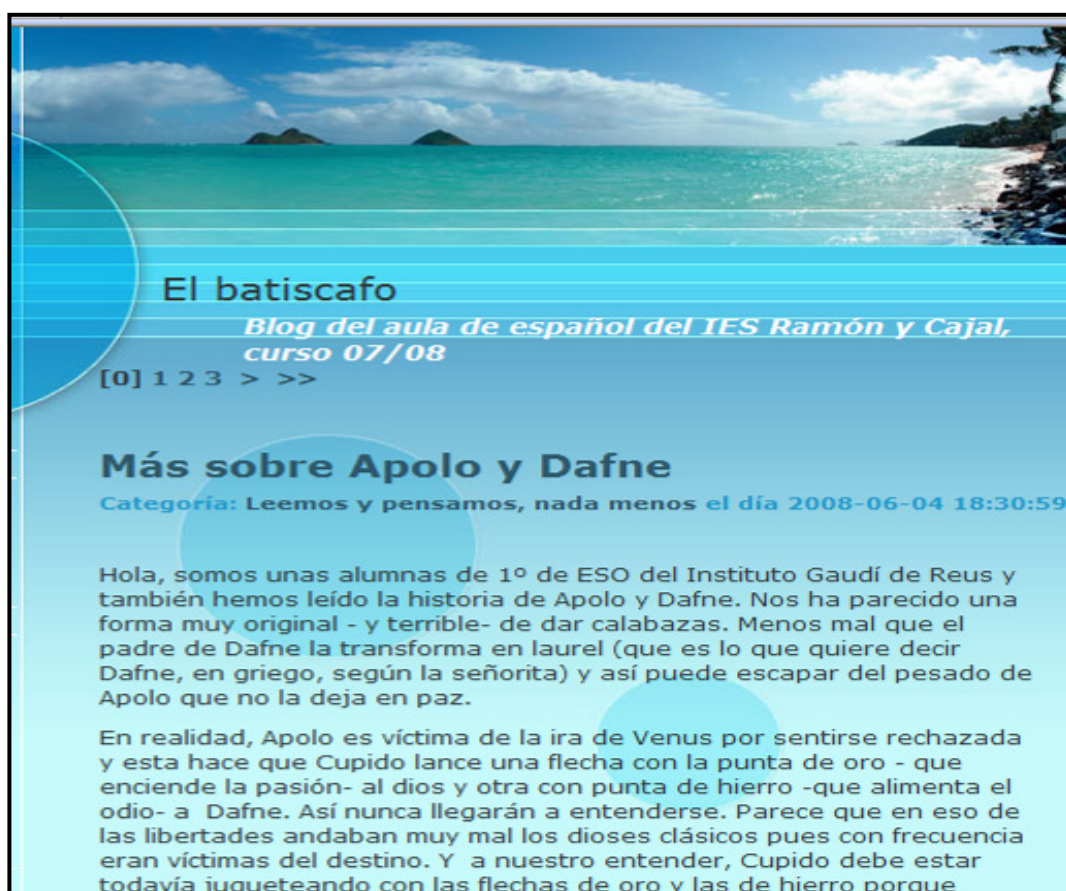 El batiscafo
Blog del aula de español del IES Ramón y Cajal,
curso 07/08
[0] 1 2 3 > >>
Más sobre Apolo y Dafne
Categoría: Leemos y pensamos, nada menos el día 2008-06-04 18:30:59
Hola, somos unas alumnas de 1º de ESO del Instituto Gaudí de Reus y
también hemos leído la historia de Apolo y Dafne. Nos ha parecido una
forma muy original - y terrible- de dar calabazas. Menos mal que el
padre de Dafne la transforma en laurel (que es lo que quiere decir
Dafne, en griego, según la señorita) y así puede escapar del pesado de
Apolo que no la deja en paz.
En realidad, Apolo es víctima de la ira de Venus por sentirse rechazada
y esta hace que Cupido lance una flecha con la punta de oro - que
enciende la pasión- al dios y otra con punta de hierro -que alimenta el
odio- a Dafne. Así nunca llegarán a entenderse. Parece que en eso de
las libertades andaban muy mal los dioses clásicos pues con frecuencia
eran víctimas del destino. Y a nuestro entender, Cupido debe estar
todavía jugueteando con las flechas de oro y las de hierro porque